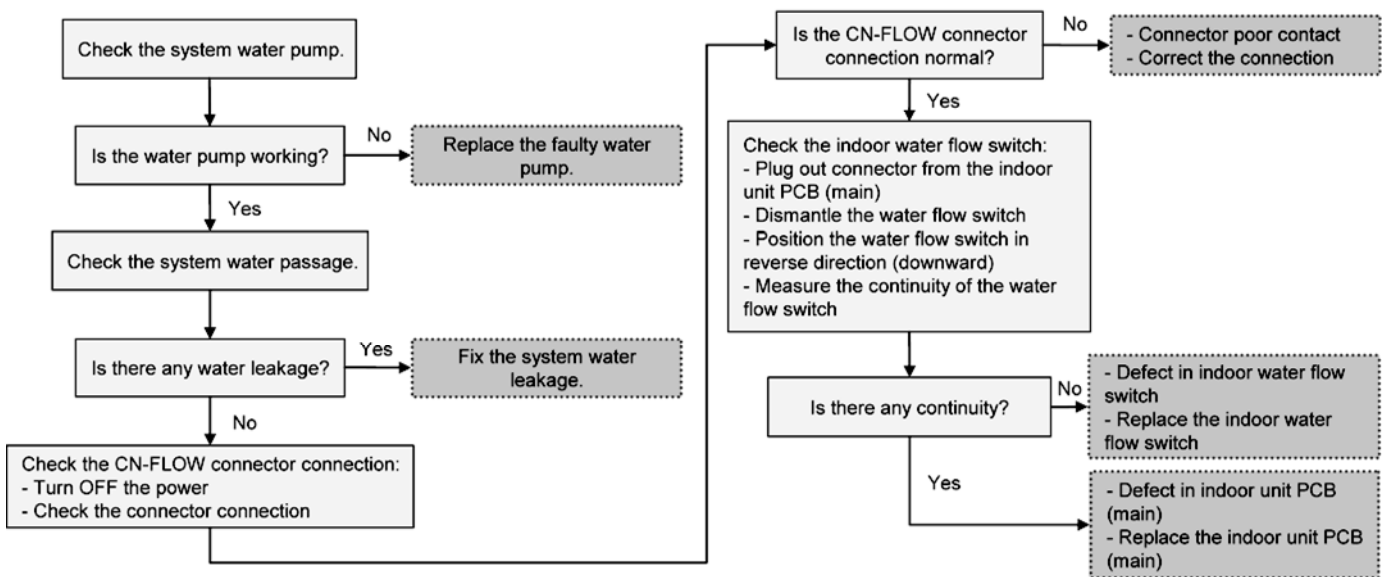 Check the system water pump.
Is the water pump working?
No
Replace the faulty water
pump.
Yes
Check the system water passage.
Is there any water leakage?
Yes
Fix the system water
leakage.
No
Check the CN-FLOW connector connection:
- Turn OFF the power
- Check the connector connection
Is the CN-FLOW connector
connection normal?
No
- Connector poor contact
- Correct the connection
Yes
Check the indoor water flow switch:
- Plug out connector from the indoor
unit PCB (main)
- Dismantle the water flow switch
- Position the water flow switch in
reverse direction (downward)
- Measure the continuity of the water
flow switch
Is there any continuity?
No
- Defect in indoor water flow
switch
- Replace the indoor water
flow switch
Yes
- Defect in indoor unit PCB
(main)
- Replace the indoor unit PCB
(main)